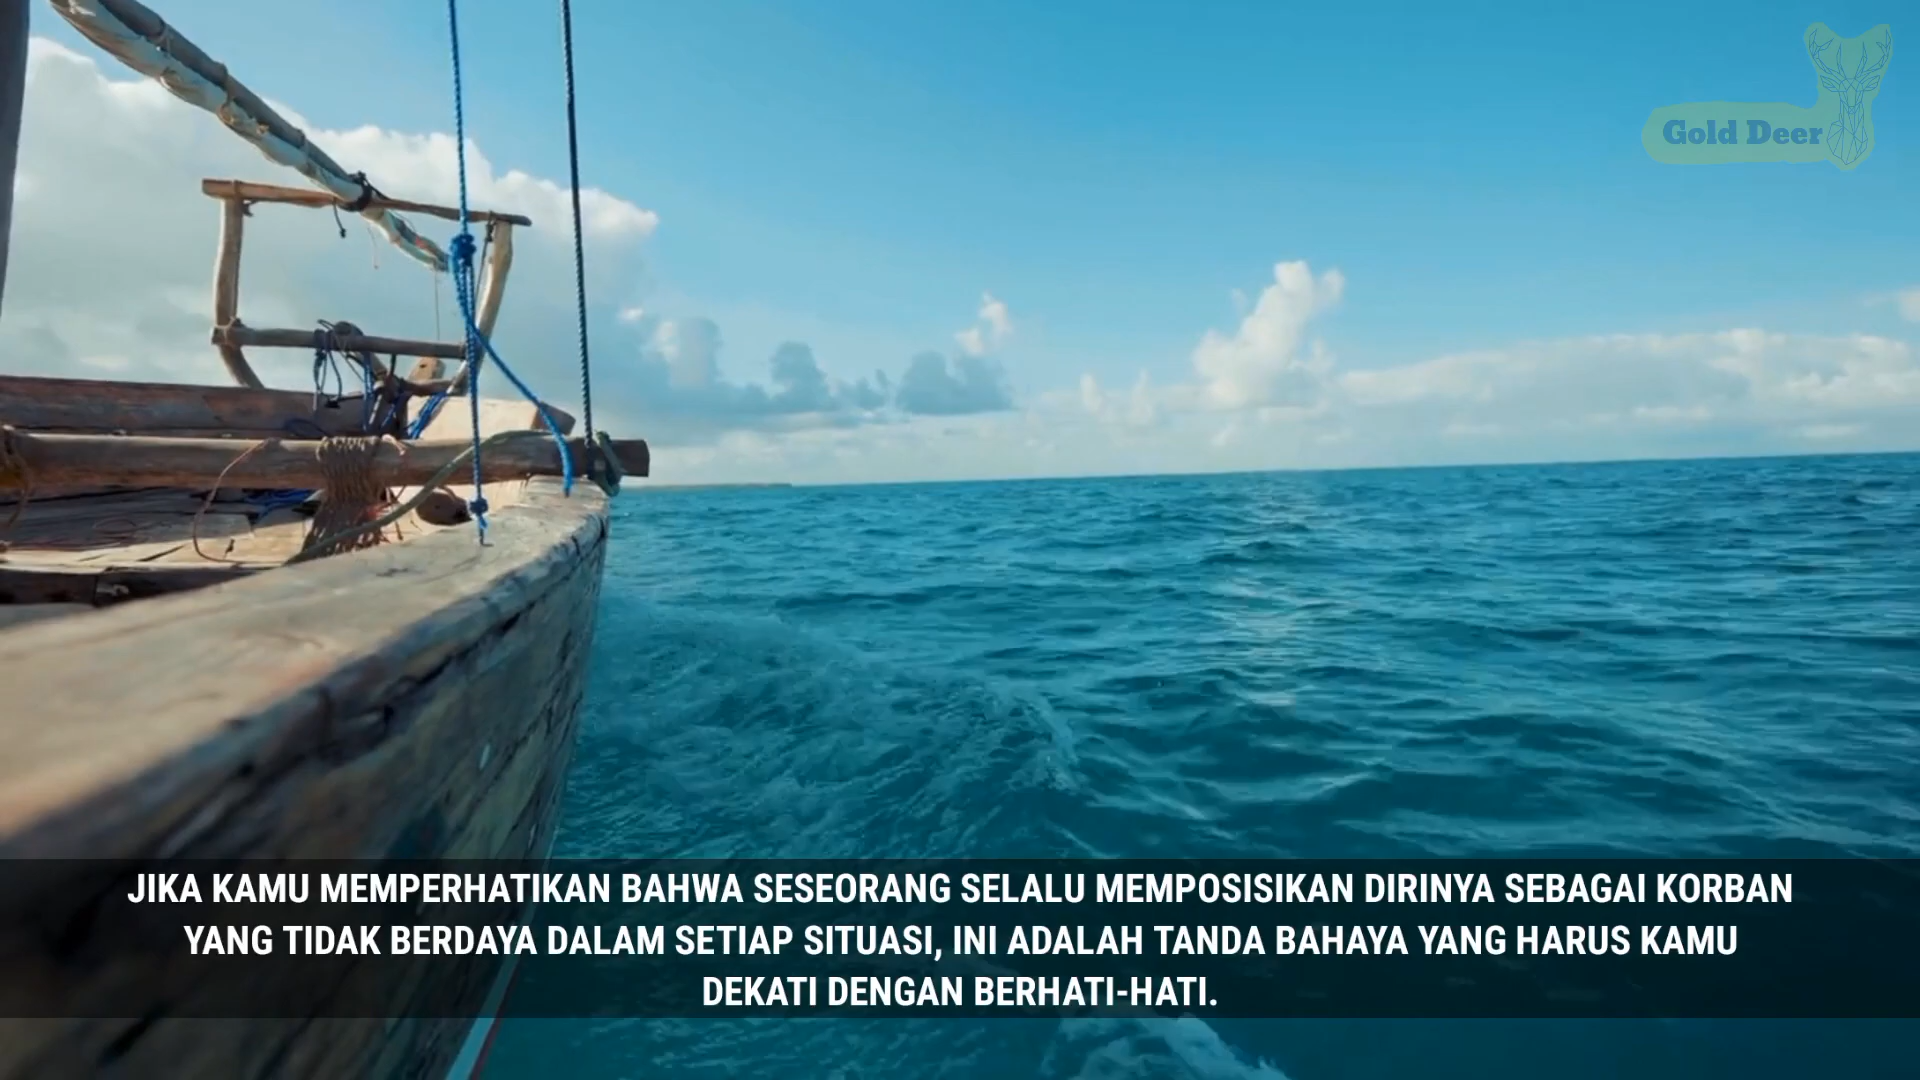 Gold Deer
JIKA KAMU MEMPERHATIKAN BAHWA SESEORANG SELALU MEMPOSISIKAN DIRINYA SEBAGAI KORBAN
YANG TIDAK BERDAYA DALAM SETIAP SITUASI, INI ADALAH TANDA BAHAYA YANG HARUS KAMU
DEKATI DENGAN BERHATI-HATI.